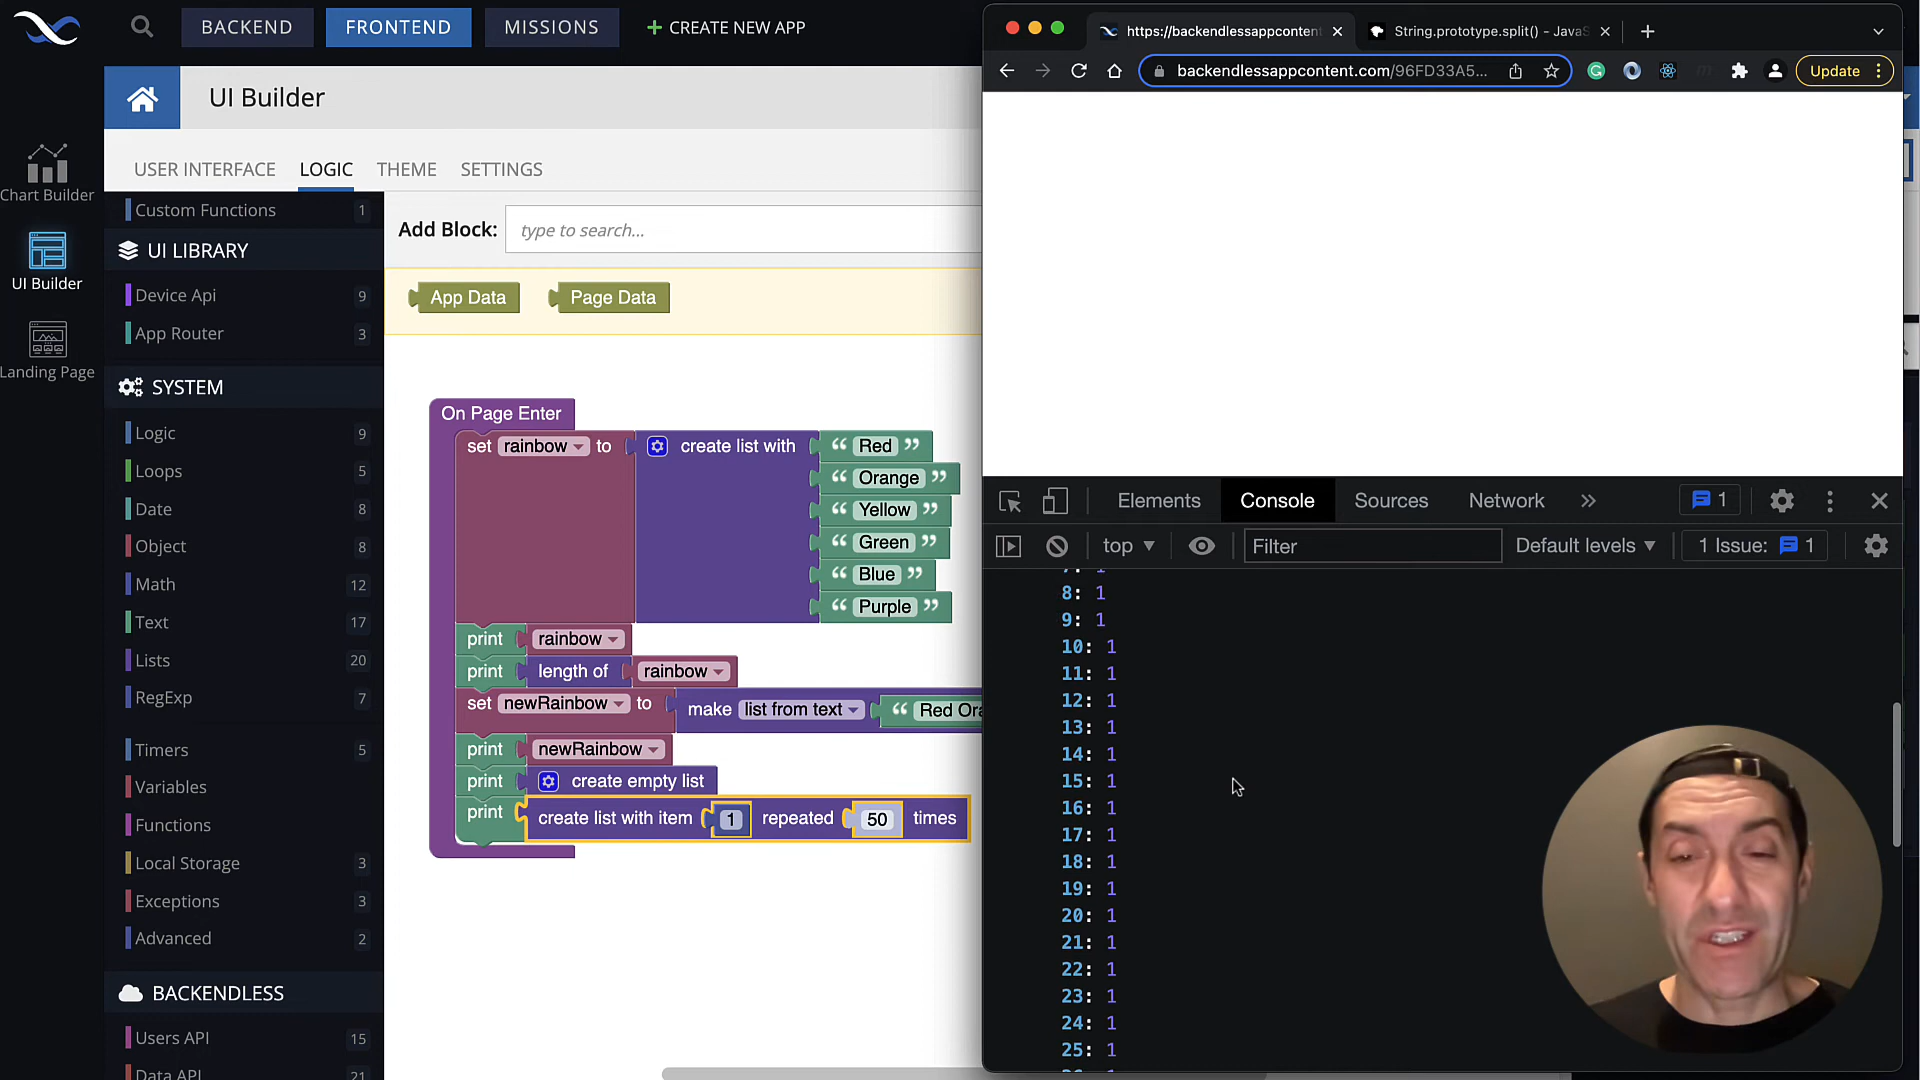 BACKEND
FRONTEND
MISSIONS
+ CREATE NEW APP
UI Builder
USER INTERFACE
LOGIC
THEME
SETTINGS
Chart Builder
UI Builder
Landing Page
Custom Functions 1
UI LIBRARY
Device Api 9
App Router 3
SYSTEM
Logic 9
Loops 5
Date 8
Object 8
Math 12
Text 17
Lists 20
RegExp 7
Timers 5
Variables
Functions
Local Storage 3
Exceptions 3
Advanced 2
BACKENDLESS
Users API 15
Data API 21
Add Block: type to search...
App Data
Page Data
On Page Enter
set rainbow to create list with “ Red ”
“ Orange ”
“ Yellow ”
“ Green ”
“ Blue ”
“ Purple ”
print rainbow
print length of rainbow
set newRainbow to make list from text “ Red Ora
print newRainbow
print create empty list
print create list with item 1 repeated 50 times
https://backendlessappcontent
String.prototype.split() - JavaS
backendlessappcontent.com/96FD33A5...
Update
Elements
Console
Sources
Network
1
top
Filter
Default levels
1 Issue: 1
8: 1
9: 1
10: 1
11: 1
12: 1
13: 1
14: 1
15: 1
16: 1
17: 1
18: 1
19: 1
20: 1
21: 1
22: 1
23: 1
24: 1
25: 1